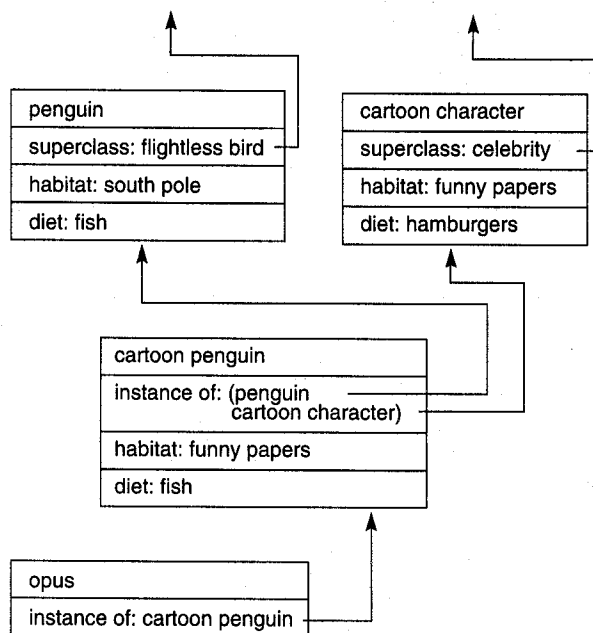 penguin
superclass: flightless bird
habitat: south pole
diet: fish
cartoon character
superclass: celebrity
habitat: funny papers
diet: hamburgers
cartoon penguin
instance of: (penguin
cartoon character)
habitat: funny papers
diet: fish
opus
instance of: cartoon penguin